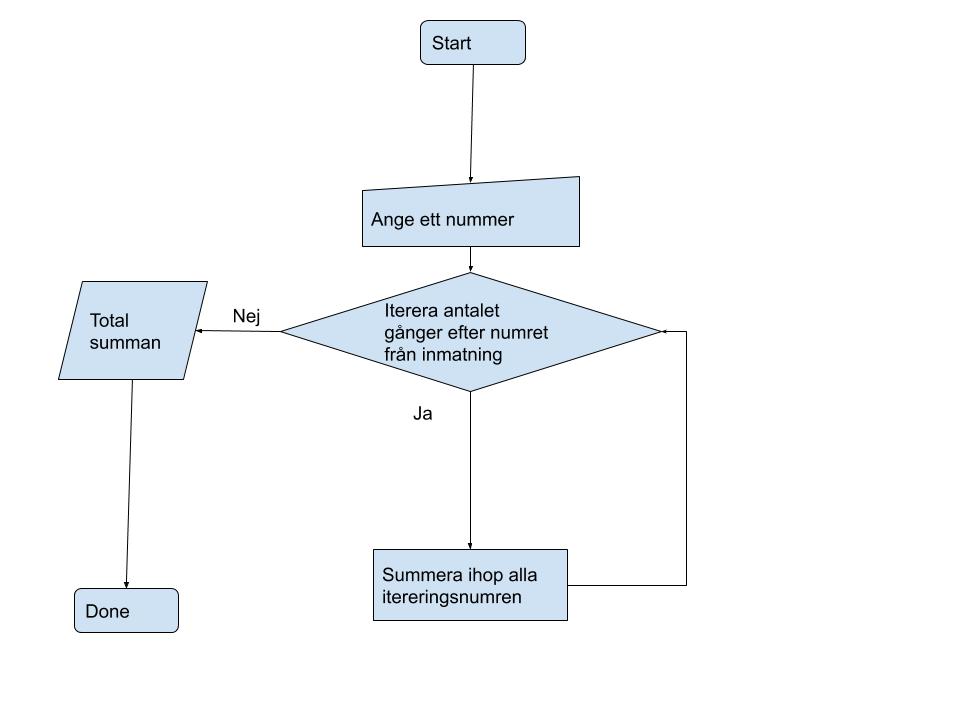 Start
Ange ett nummer
Iterera antalet
gånger efter numret
från inmatning
Nej
Total
summan
Ja
Summera ihop alla
itereringsnumren
Done